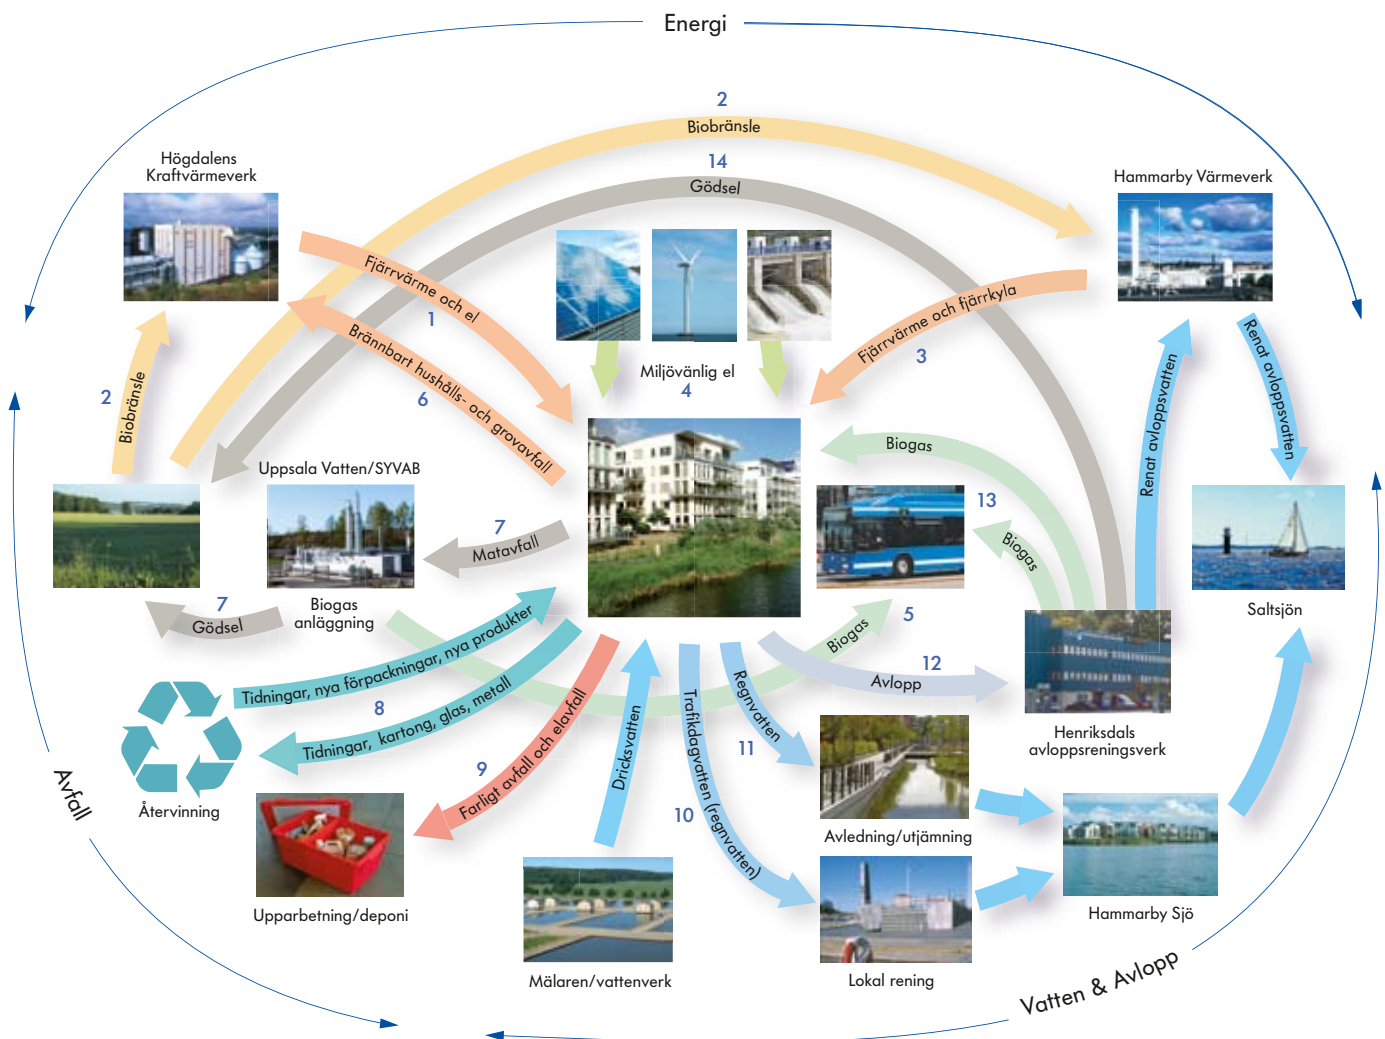 Energi
2
Biobränsle
14
Gödsel
Högdalens
Kraftvärmeverk
Hammarby Värmeverk
Fjärrvärme och el
1
Brännbart hushålls- och grovavfall
6
Miljövänlig el
4
Fjärrvärme och fjärrkyla
3
Renat avloppsvatten
Renat avloppsvatten
2
Biobränsle
Uppsala Vatten/SYVAB
7
Matavfall
Biogas
13
Biogas
Saltsjön
7
Gödsel
Biogas
anläggning
5
Biogas
12
Avlopp
Henriksdals
avloppsreningsverk
Tidningar, nya förpackningar, nya produkter
8
Tidningar, kartong, glas, metall
Återvinning
9
Farligt avfall och elavfall
Dricksvatten
Trafikdagvatten (regnvatten)
10
Regnvatten
11
Avledning/utjämning
Upparbetning/deponi
Hammarby Sjö
Mälaren/vattenverk
Lokal rening
Avfall
Vatten & Avlopp